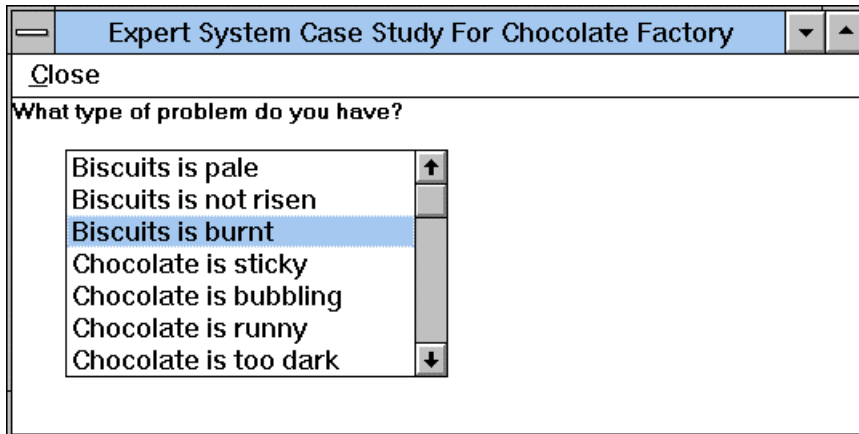 Expert System Case Study For Chocolate Factory
Close
What type of problem do you have?
Biscuits is pale
Biscuits is not risen
Biscuits is burnt
Chocolate is sticky
Chocolate is bubbling
Chocolate is runny
Chocolate is too dark